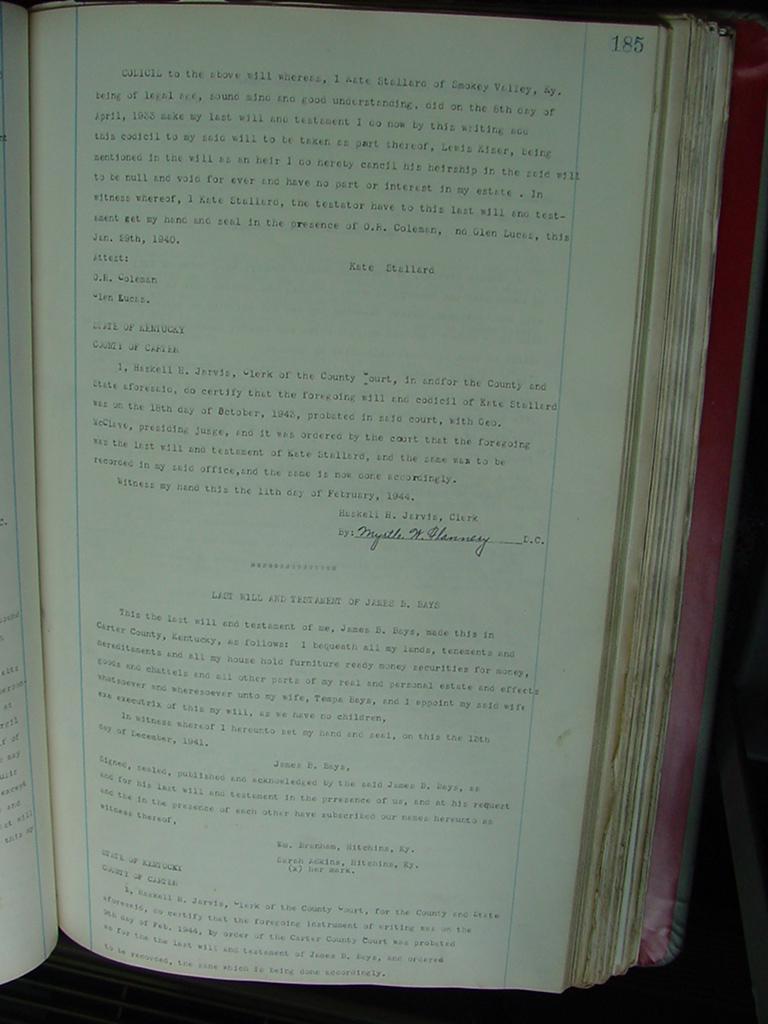 185
CODICIL to the above will whereas, I Kate Stallard of Smokey Valley, Ky.
being of legal age, sound mind and good understanding, did on the 8th day of
April, 1933 make my last will and testament I do now by this writing add
this codicil to my said will to be taken as part thereof, Lewis Kiser, being
mentioned in the will as an heir I do hereby cancil his heirship in the said will
to be null and void for ever and have no part or interest in my estate . In
witness whereof, I Kate Stallard, the testator have to this last will and test-
ament set my hand and seal in the presence of O.R. Coleman, nd Glen Lucas, this
Jan. 29th, 1940.
Attest:
Kate Stallard
O.R. Coleman
Glen Lucas.
STATE OF KENTUCKY
COUNTY OF CARTER
I, Haskell H. Jarvis, Clerk of the County Court, in andfor the County and
State aforesaid, do certify that the foregoing will and codicil of Kate Stallard
was on the 18th day of October, 1943, probated in said court, with Geo.
McClave, presiding judge, and it was ordered by the court that the foregoing
was the last will and testament of Kate Stallard, and the same was to be
recorded in my said office,and the same is now done accordingly.
Witness my hand this the 11th day of February, 1944.
Haskell H. Jarvis, Clerk
By: Myrtle W. Flannery D.C.
LAST WILL AND TESTAMENT OF JAMES B. BAYS
This the last will and testament of me, James B. Bays, made this in
Carter County, Kentucky, as follows: I bequeath all my lands, tenements and
hereditaments and all my house hold furniture ready money securities for money,
goods and chattels and all other parts of my real and personal estate and effects
whatsoever and wheresoever unto my wife, Tempa Bays, and I appoint my said wife
exe executrix of this my will, as we have no children,
In witness whereof I hereunto set my hand and seal, on this the 12th
day of December, 1941.
James B. Bays,
Signed, sealed, published and acknowledged by the said James B. Bays, as
and for his last will and testament in the prresence of us, and at his request
and the in the presence of each other have subscribed our names hereunto as
witness thereof,
Wm. Branham, Hitchins, Ky.
Sarah Adkins, Hitchins, Ky.
(x) her mark.
STATE OF KENTUCKY
COUNTY OF CARTER
I, Haskell H. Jarvis, Clerk of the County Court, for the County and State
aforesaid, do certify that the foregoing instrument of writing was on the
9th day of Feb. 1944, by order of the Carter County Court was probated
as for the the last will and testament of James B. Bays, and ordered
to be recorded, the same which is being done accordingly.